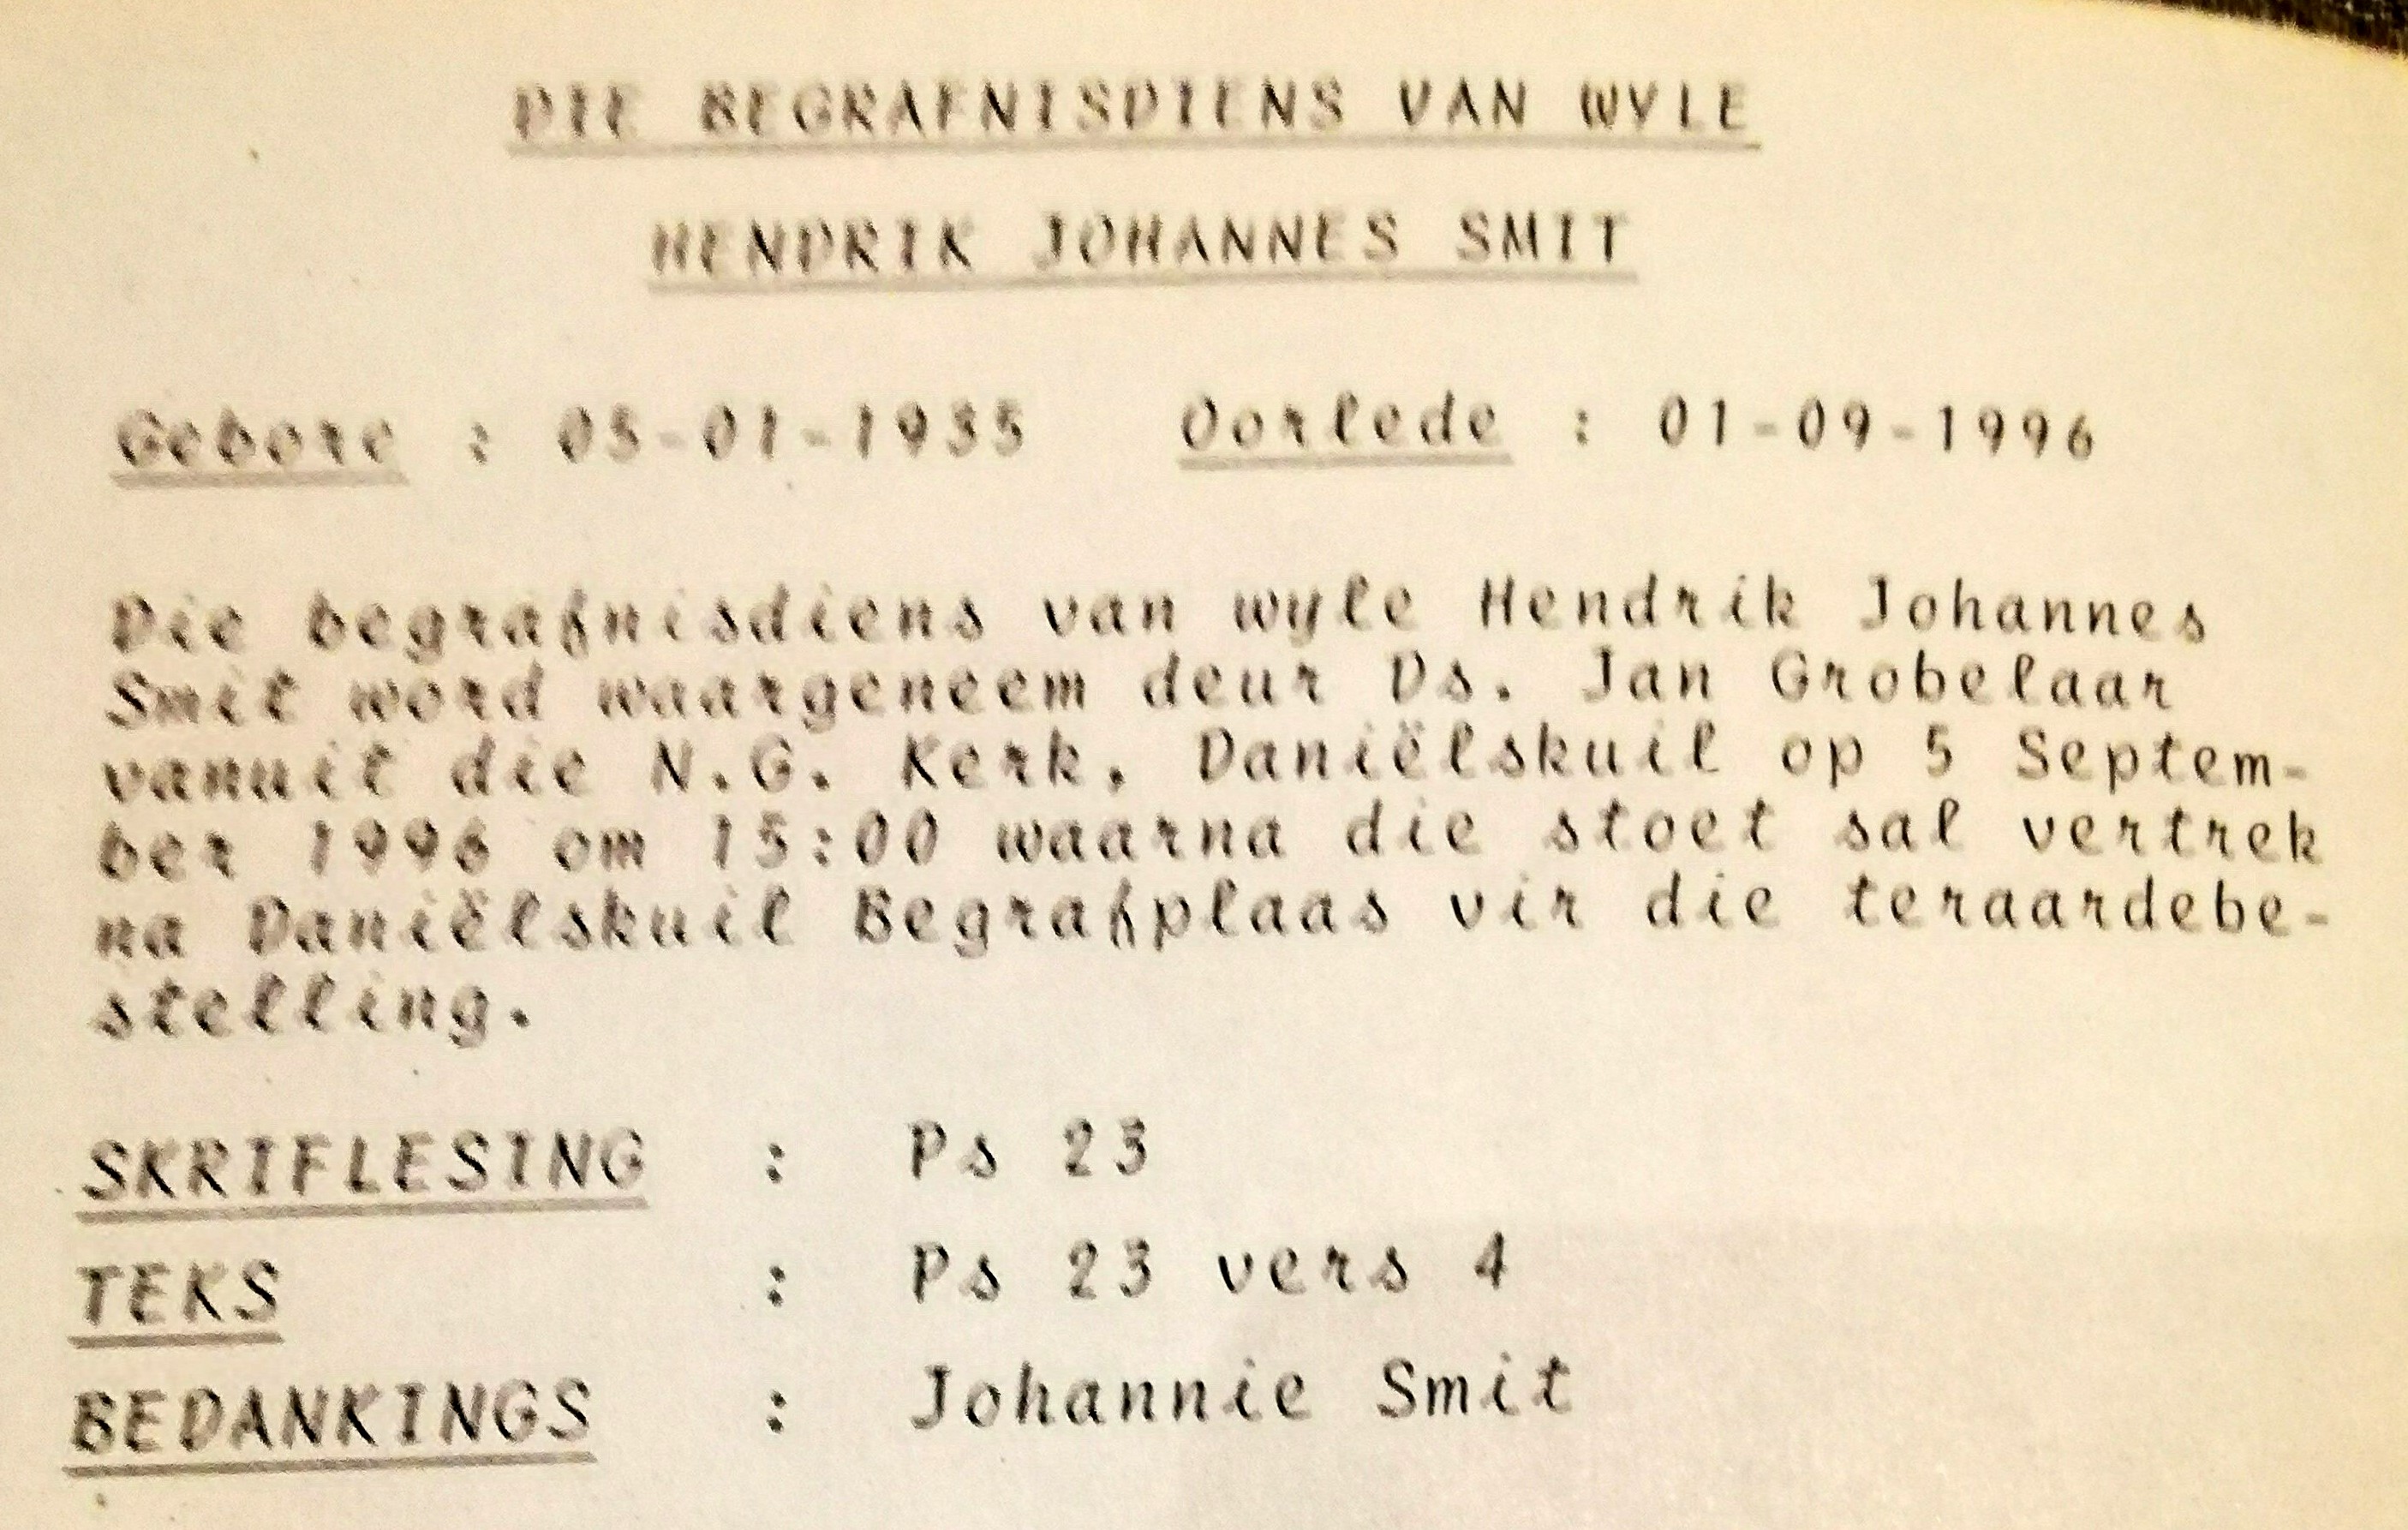 DIE BEGRAFNISDIENS VAN WYLE
HENDRIK JOHANNES SMIT
Gebore : 05-01-1935 Oorlede : 01-09-1996
Die begrafnisdiens van wyle Hendrik Johannes
Smit word waargeneem deur Ds. Jan Grobelaar
vanuit die N.G. Kerk, Daniëlskuil op 5 Septem-
ber 1996 om 15:00 waarna die stoet sal vertrek
na Daniëlskuil Begrafplaas vir die teraardebe-
stelling.
SKRIFLESING : Ps 23
TEKS : Ps 23 vers 4
BEDANKINGS : Johannie Smit